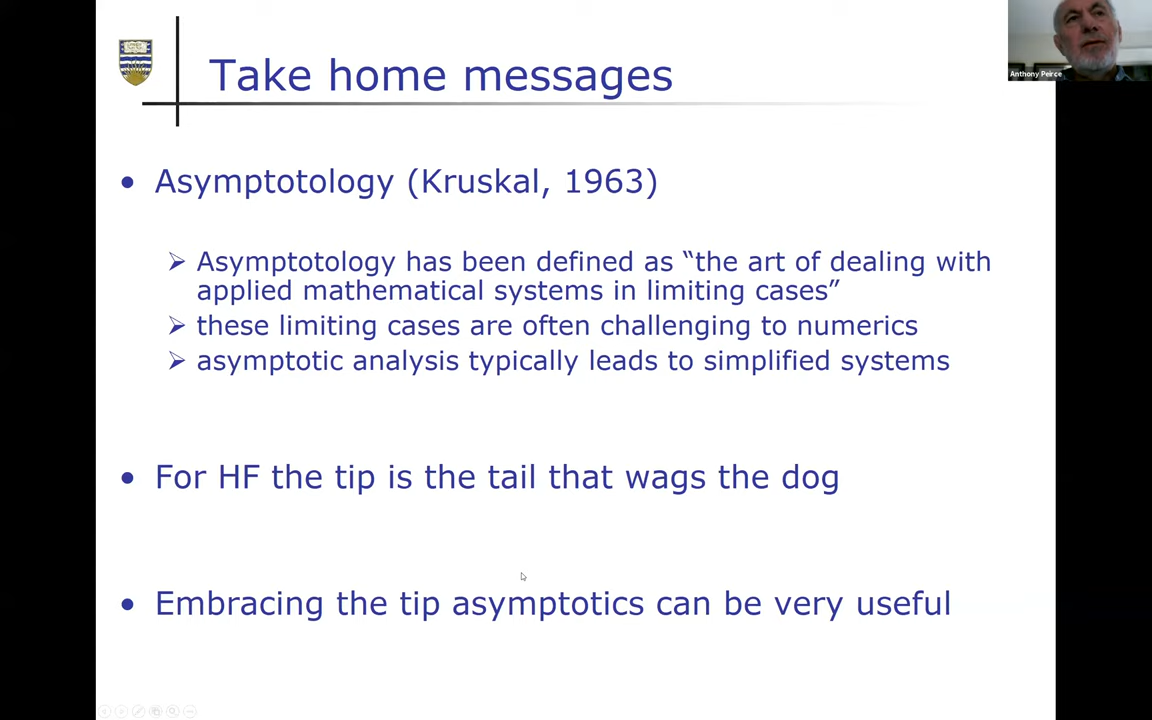 Anthony Peirce
Take home messages
• Asymptotology (Kruskal, 1963)
➢ Asymptotology has been defined as “the art of dealing with
applied mathematical systems in limiting cases”
➢ these limiting cases are often challenging to numerics
➢ asymptotic analysis typically leads to simplified systems
• For HF the tip is the tail that wags the dog
• Embracing the tip asymptotics can be very useful